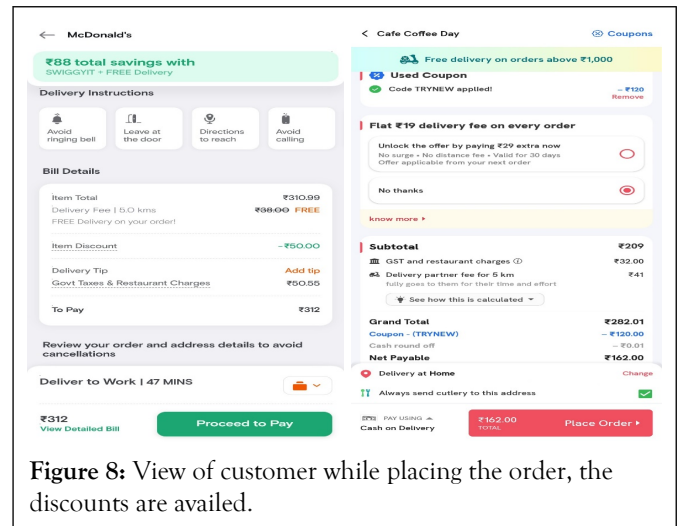 McDonald's
₹88 total savings with
SWIGGYIT + FREE Delivery
Delivery Instructions
Avoid ringing bell
Leave at the door
Directions to reach
Avoid calling
Bill Details
Item Total ₹310.99
Delivery Fee | 5.0 kms ₹38.00 FREE
FREE Delivery on your order!
Item Discount -₹50.00
Delivery Tip Add tip
Govt Taxes & Restaurant Charges ₹50.55
To Pay ₹312
Review your order and address details to avoid
cancellations
Deliver to Work | 47 MINS
₹312
View Detailed Bill
Proceed to Pay
Cafe Coffee Day Coupons
Free delivery on orders above ₹1,000
Used Coupon
Code TRYNEW applied! – ₹120
Remove
Flat ₹19 delivery fee on every order
Unlock the offer by paying ₹29 extra now
No surge • No distance fee • Valid for 30 days
Offer applicable from your next order
No thanks
know more
Subtotal ₹209
GST and restaurant charges ₹32.00
Delivery partner fee for 5 km ₹41
fully goes to them for their time and effort
See how this is calculated
Grand Total ₹282.01
Coupon - (TRYNEW) – ₹120.00
Cash round off – ₹0.01
Net Payable ₹162.00
Delivery at Home Change
Always send cutlery to this address
PAY USING
Cash on Delivery
₹162.00
TOTAL
Place Order
Figure 8: View of customer while placing the order, the
discounts are availed.